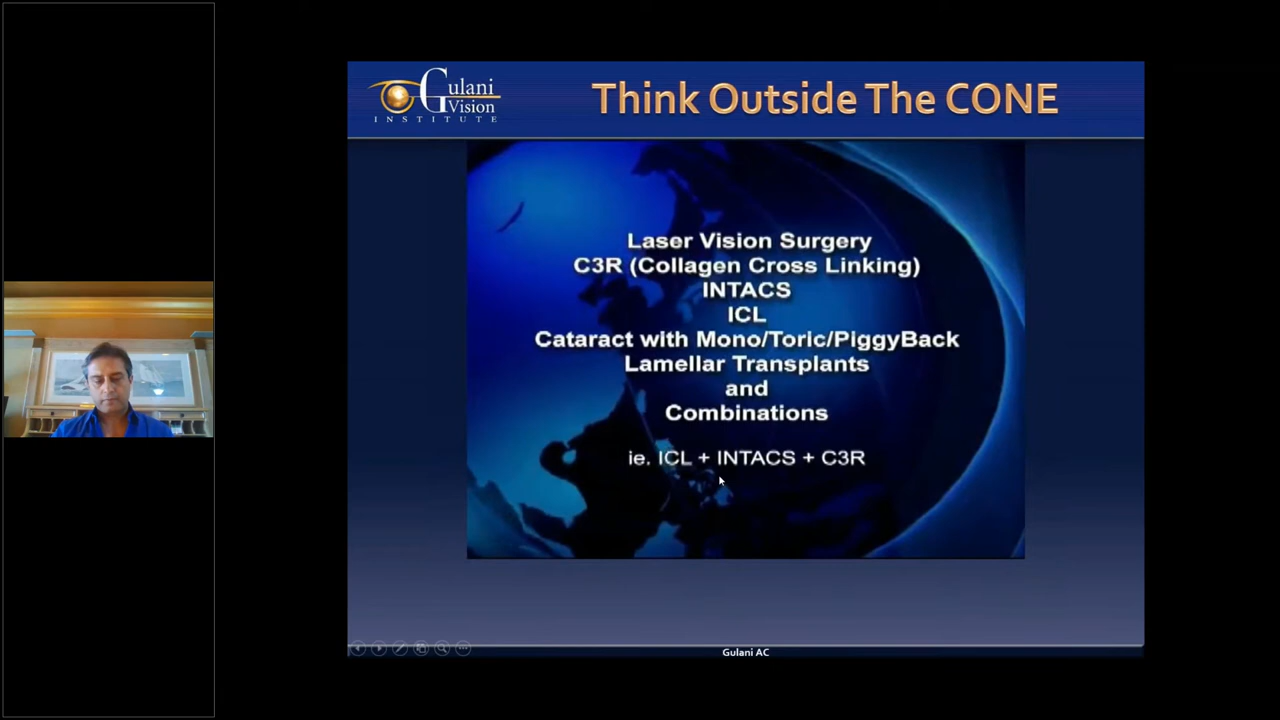 Gulani
Vision
INSTITUTE
Think Outside The CONE
Laser Vision Surgery
C3R (Collagen Cross Linking)
INTACS
ICL
Cataract with Mono/Toric/PiggyBack
Lamellar Transplants
and
Combinations
ie. ICL + INTACS + C3R
Gulani AC